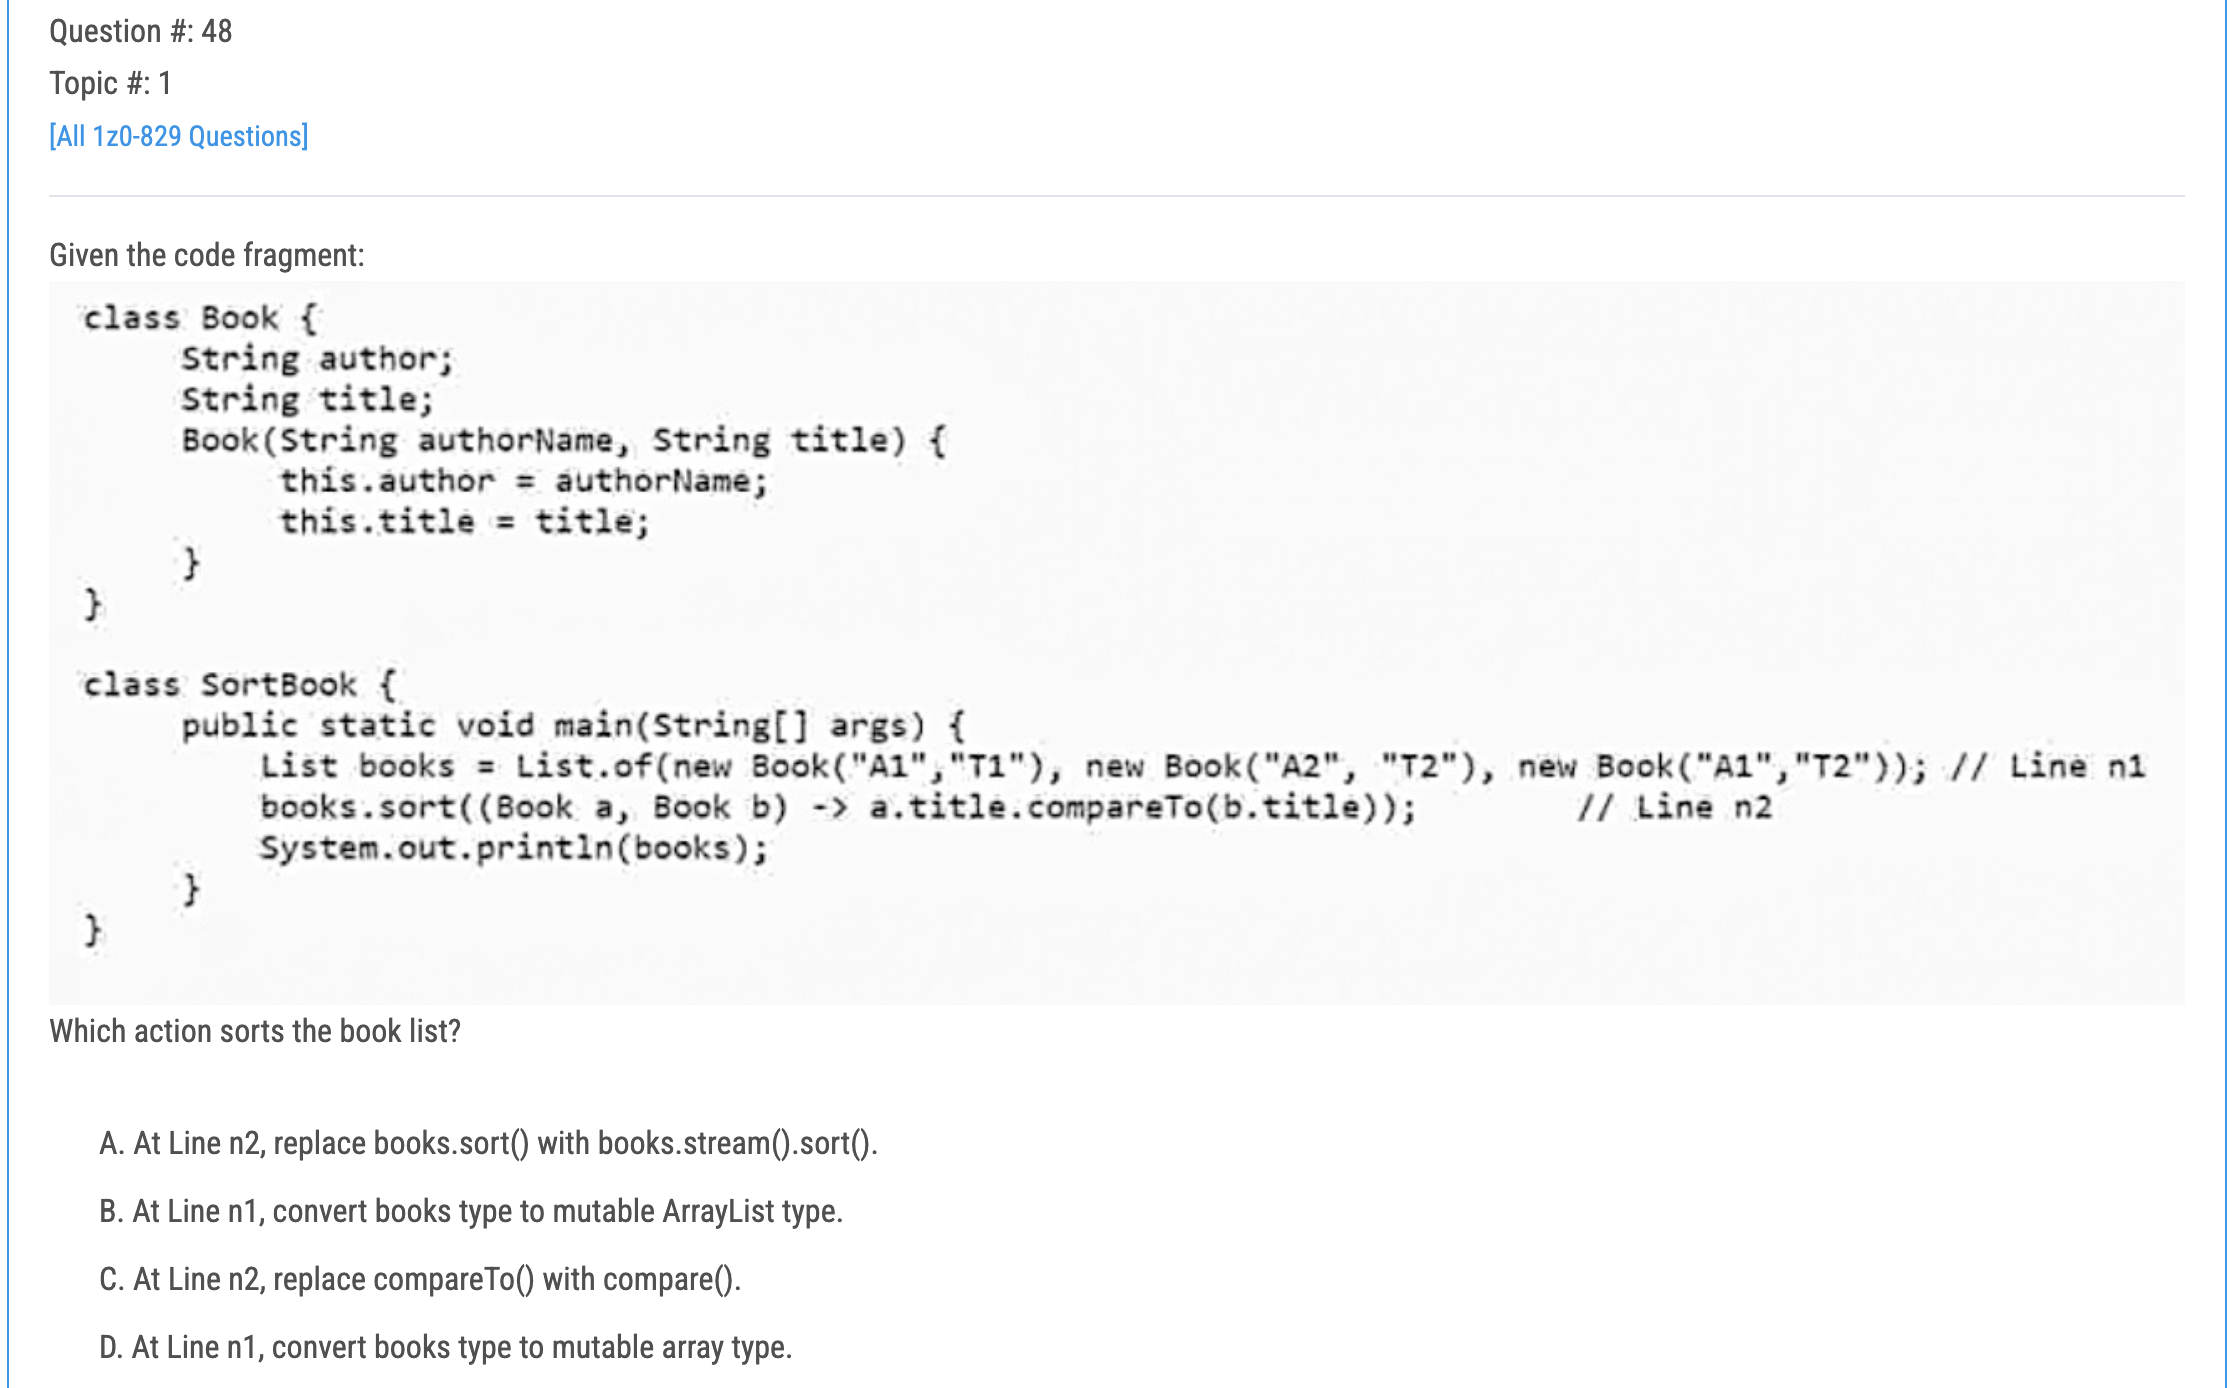 Question #: 48
Topic #: 1
[All 1z0-829 Questions]
Given the code fragment:
class Book {
String author;
String title;
Book(String authorName, String title) {
this.author = authorName;
this.title = title;
}
}
class SortBook {
public static void main(String[] args) {
List books = List.of(new Book("A1","T1"), new Book("A2", "T2"), new Book("A1","T2")); // Line n1
books.sort((Book a, Book b) -> a.title.compareTo(b.title)); // Line n2
System.out.println(books);
}
}
Which action sorts the book list?
A. At Line n2, replace books.sort() with books.stream().sort().
B. At Line n1, convert books type to mutable ArrayList type.
C. At Line n2, replace compareTo() with compare().
D. At Line n1, convert books type to mutable array type.